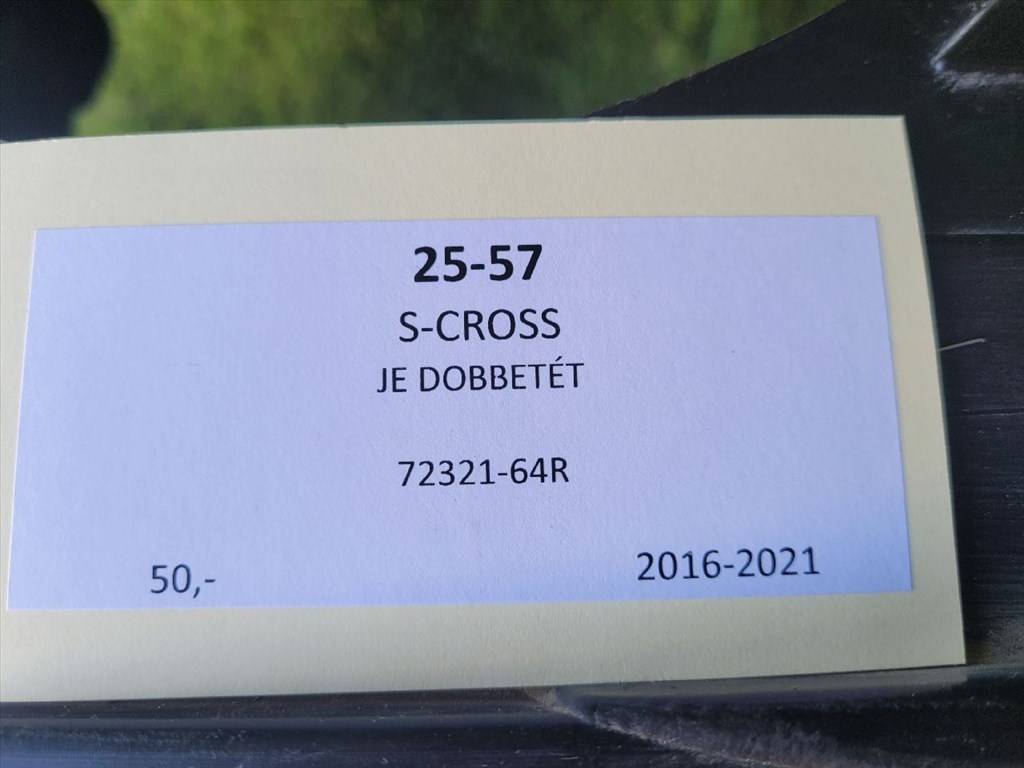 25-57
S-CROSS
JE DOBBETÉT
72321-64R
50,-
2016-2021